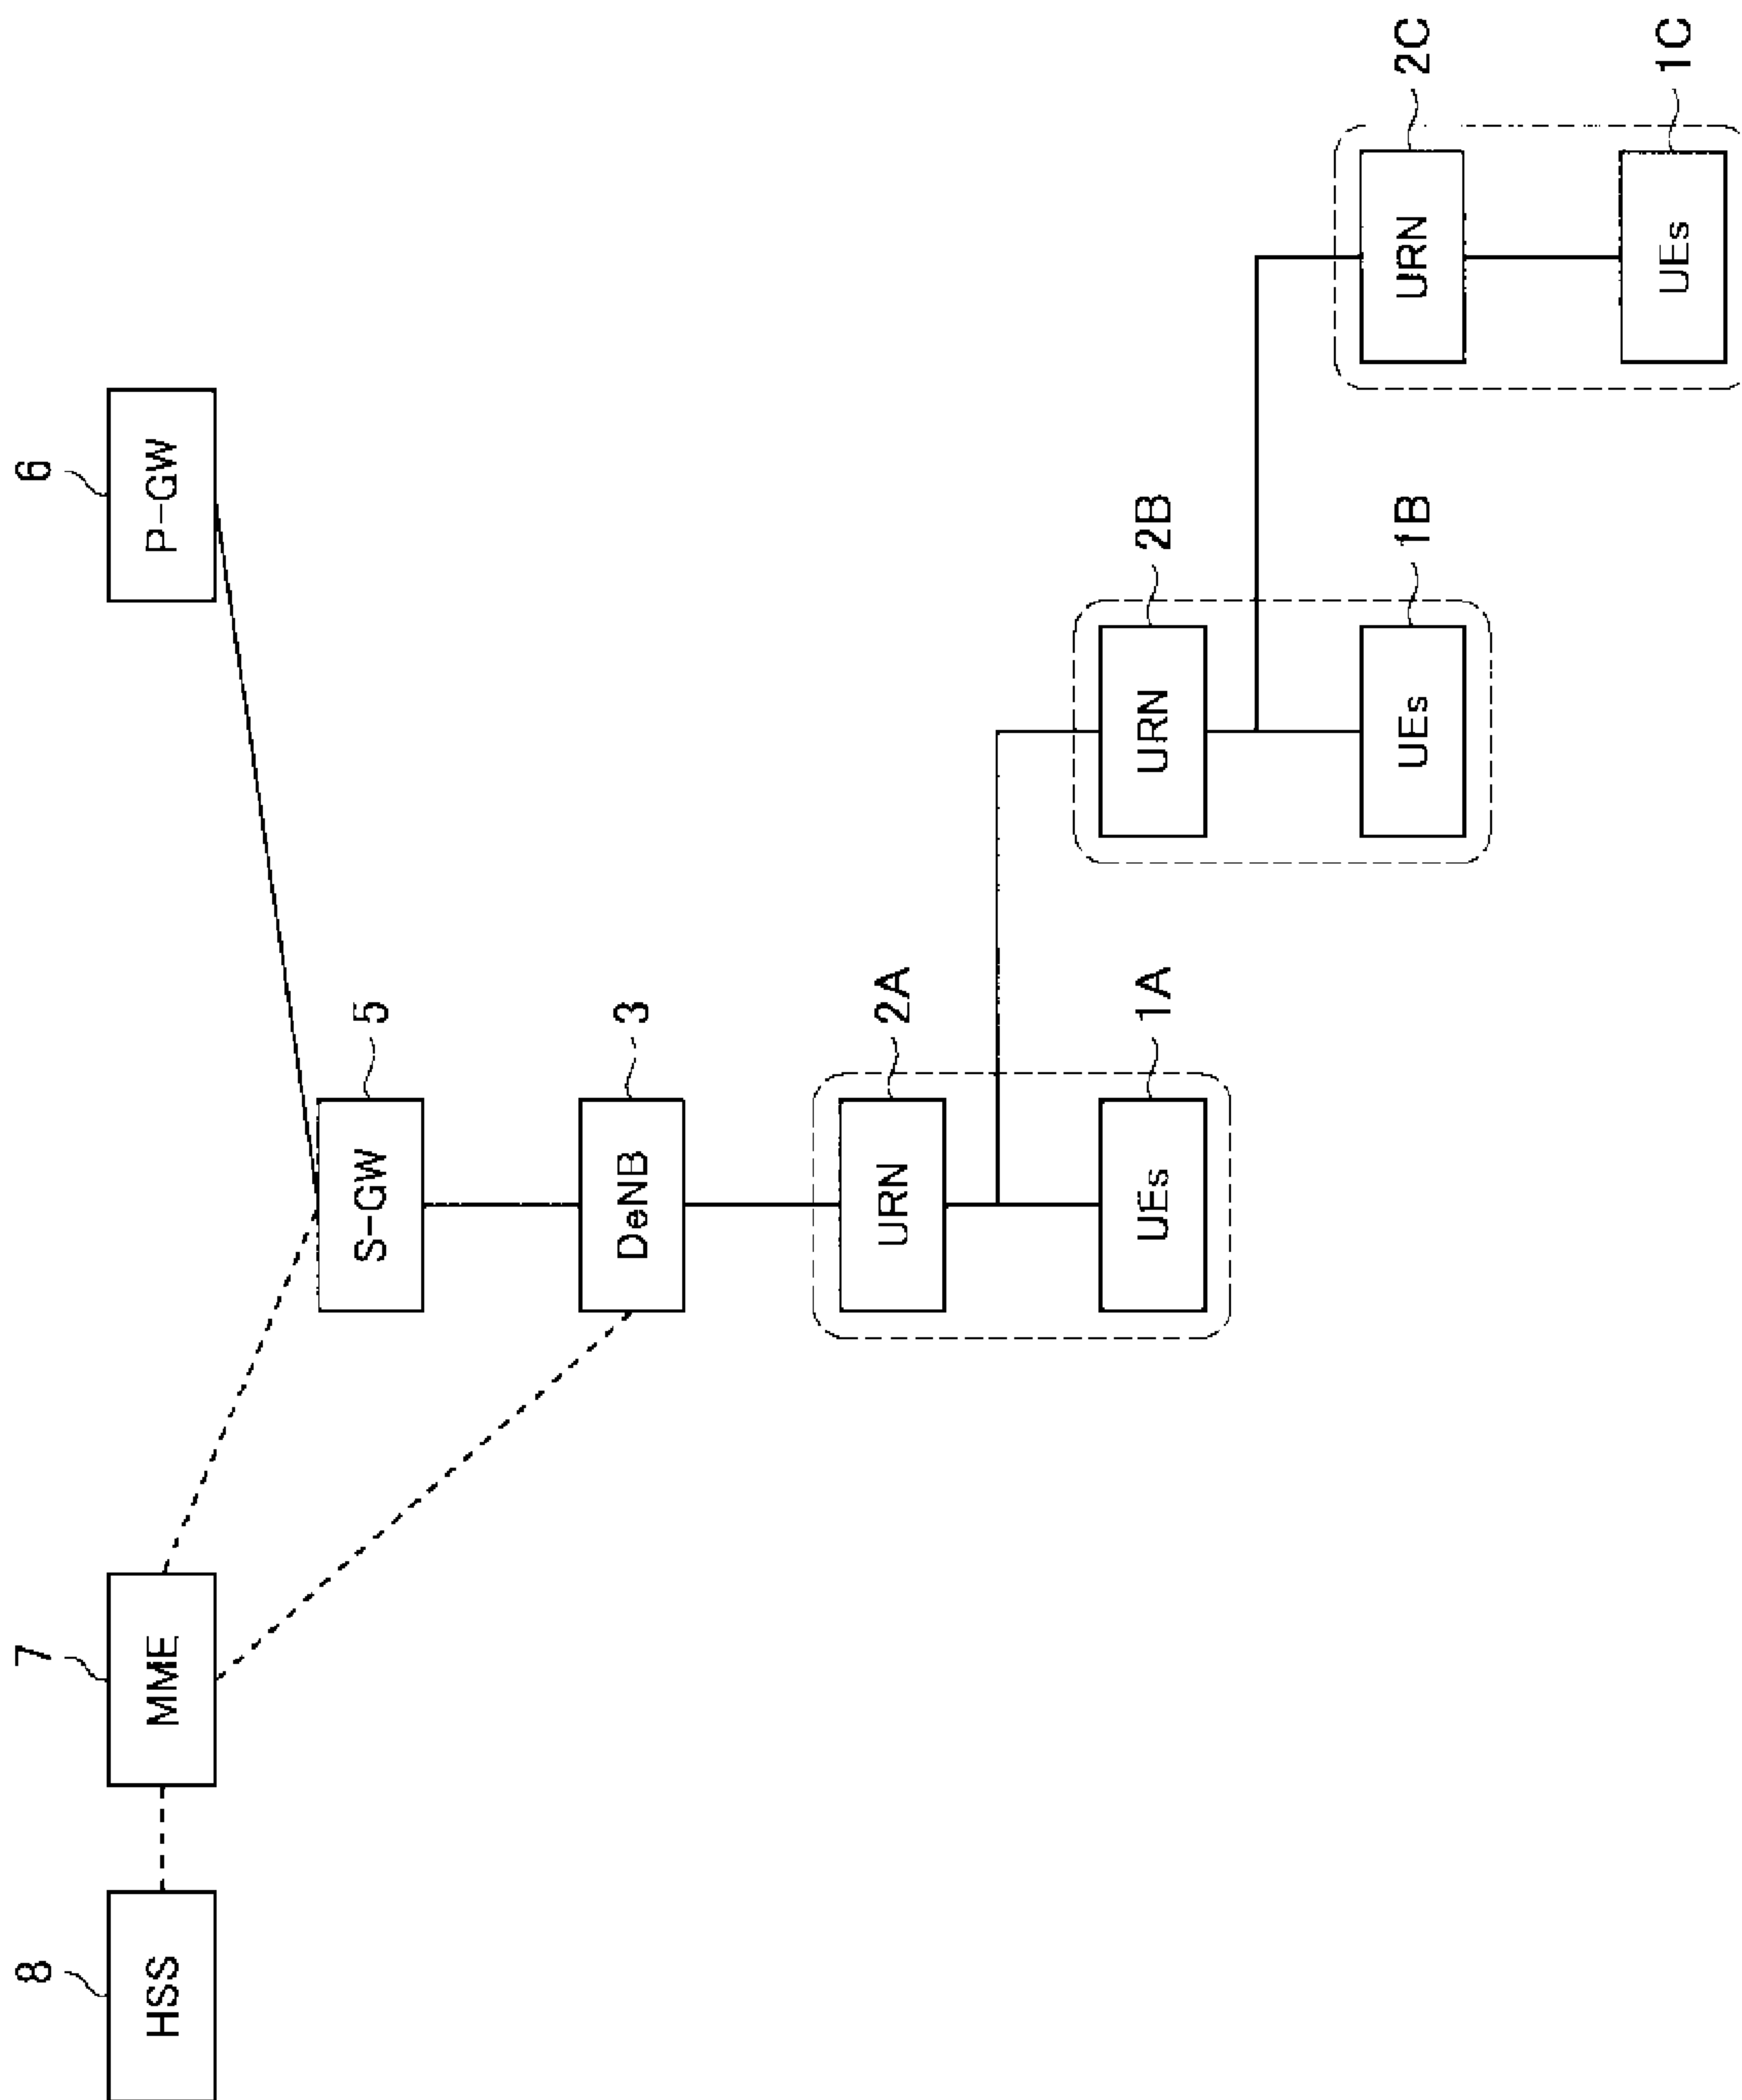 8
HSS
7
MME
6
P-GW
5
S-GW
3
DeNB
2A
URN
1A
UEs
2B
URN
1B
UEs
2C
URN
1C
UEs